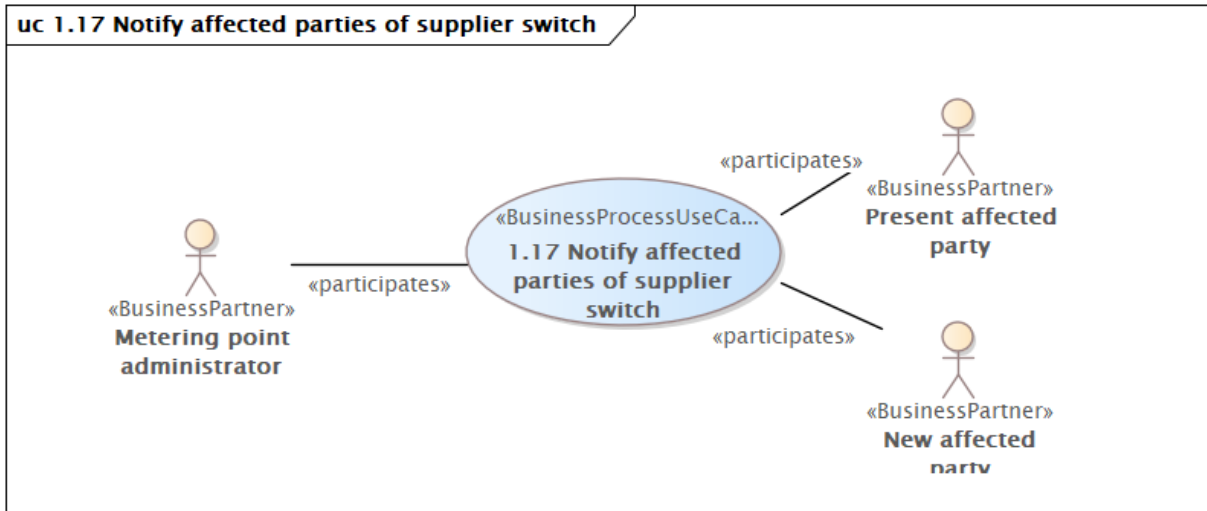 uc 1.17 Notify affected parties of supplier switch
«participates»
«BusinessPartner»
Present affected
party
«BusinessProcessUseCa...
1.17 Notify affected
parties of supplier
switch
«participates»
«BusinessPartner»
Metering point
administrator
«participates»
«BusinessPartner»
New affected
party